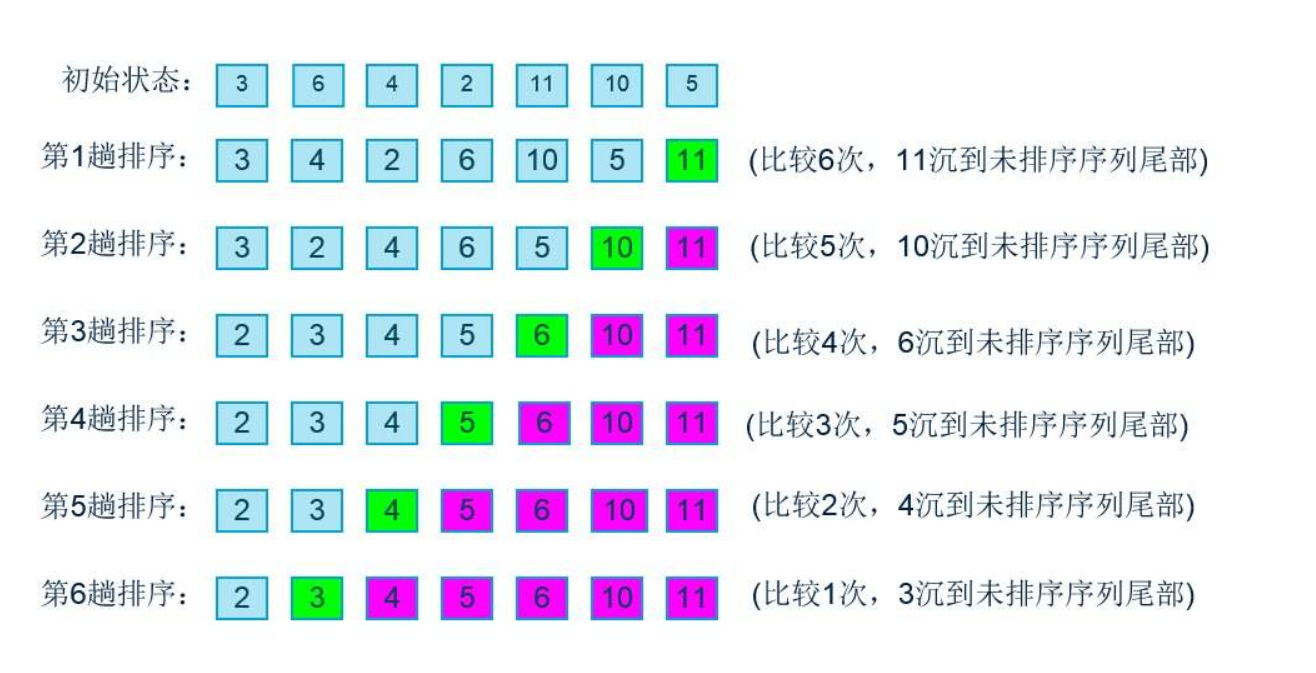 初始状态： 3 6 4 2 11 10 5
第1趟排序： 3 4 2 6 10 5 11 (比较6次，11沉到未排序序列尾部)
第2趟排序： 3 2 4 6 5 10 11 (比较5次，10沉到未排序序列尾部)
第3趟排序： 2 3 4 5 6 10 11 (比较4次，6沉到未排序序列尾部)
第4趟排序： 2 3 4 5 6 10 11 (比较3次，5沉到未排序序列尾部)
第5趟排序： 2 3 4 5 6 10 11 (比较2次，4沉到未排序序列尾部)
第6趟排序： 2 3 4 5 6 10 11 (比较1次，3沉到未排序序列尾部)